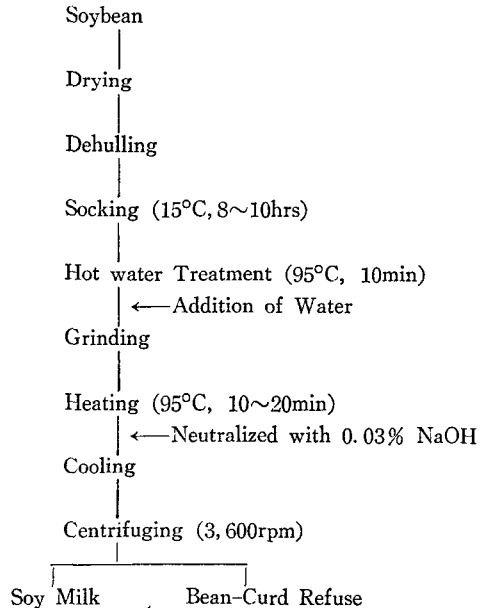 Soybean
Drying
Dehulling
Socking (15°C, 8~10hrs)
Hot water Treatment (95°C, 10min)
←Addition of Water
Grinding
Heating (95°C, 10~20min)
←Neutralized with 0.03% NaOH
Cooling
Centrifuging (3,600rpm)
Soy Milk Bean-Curd Refuse